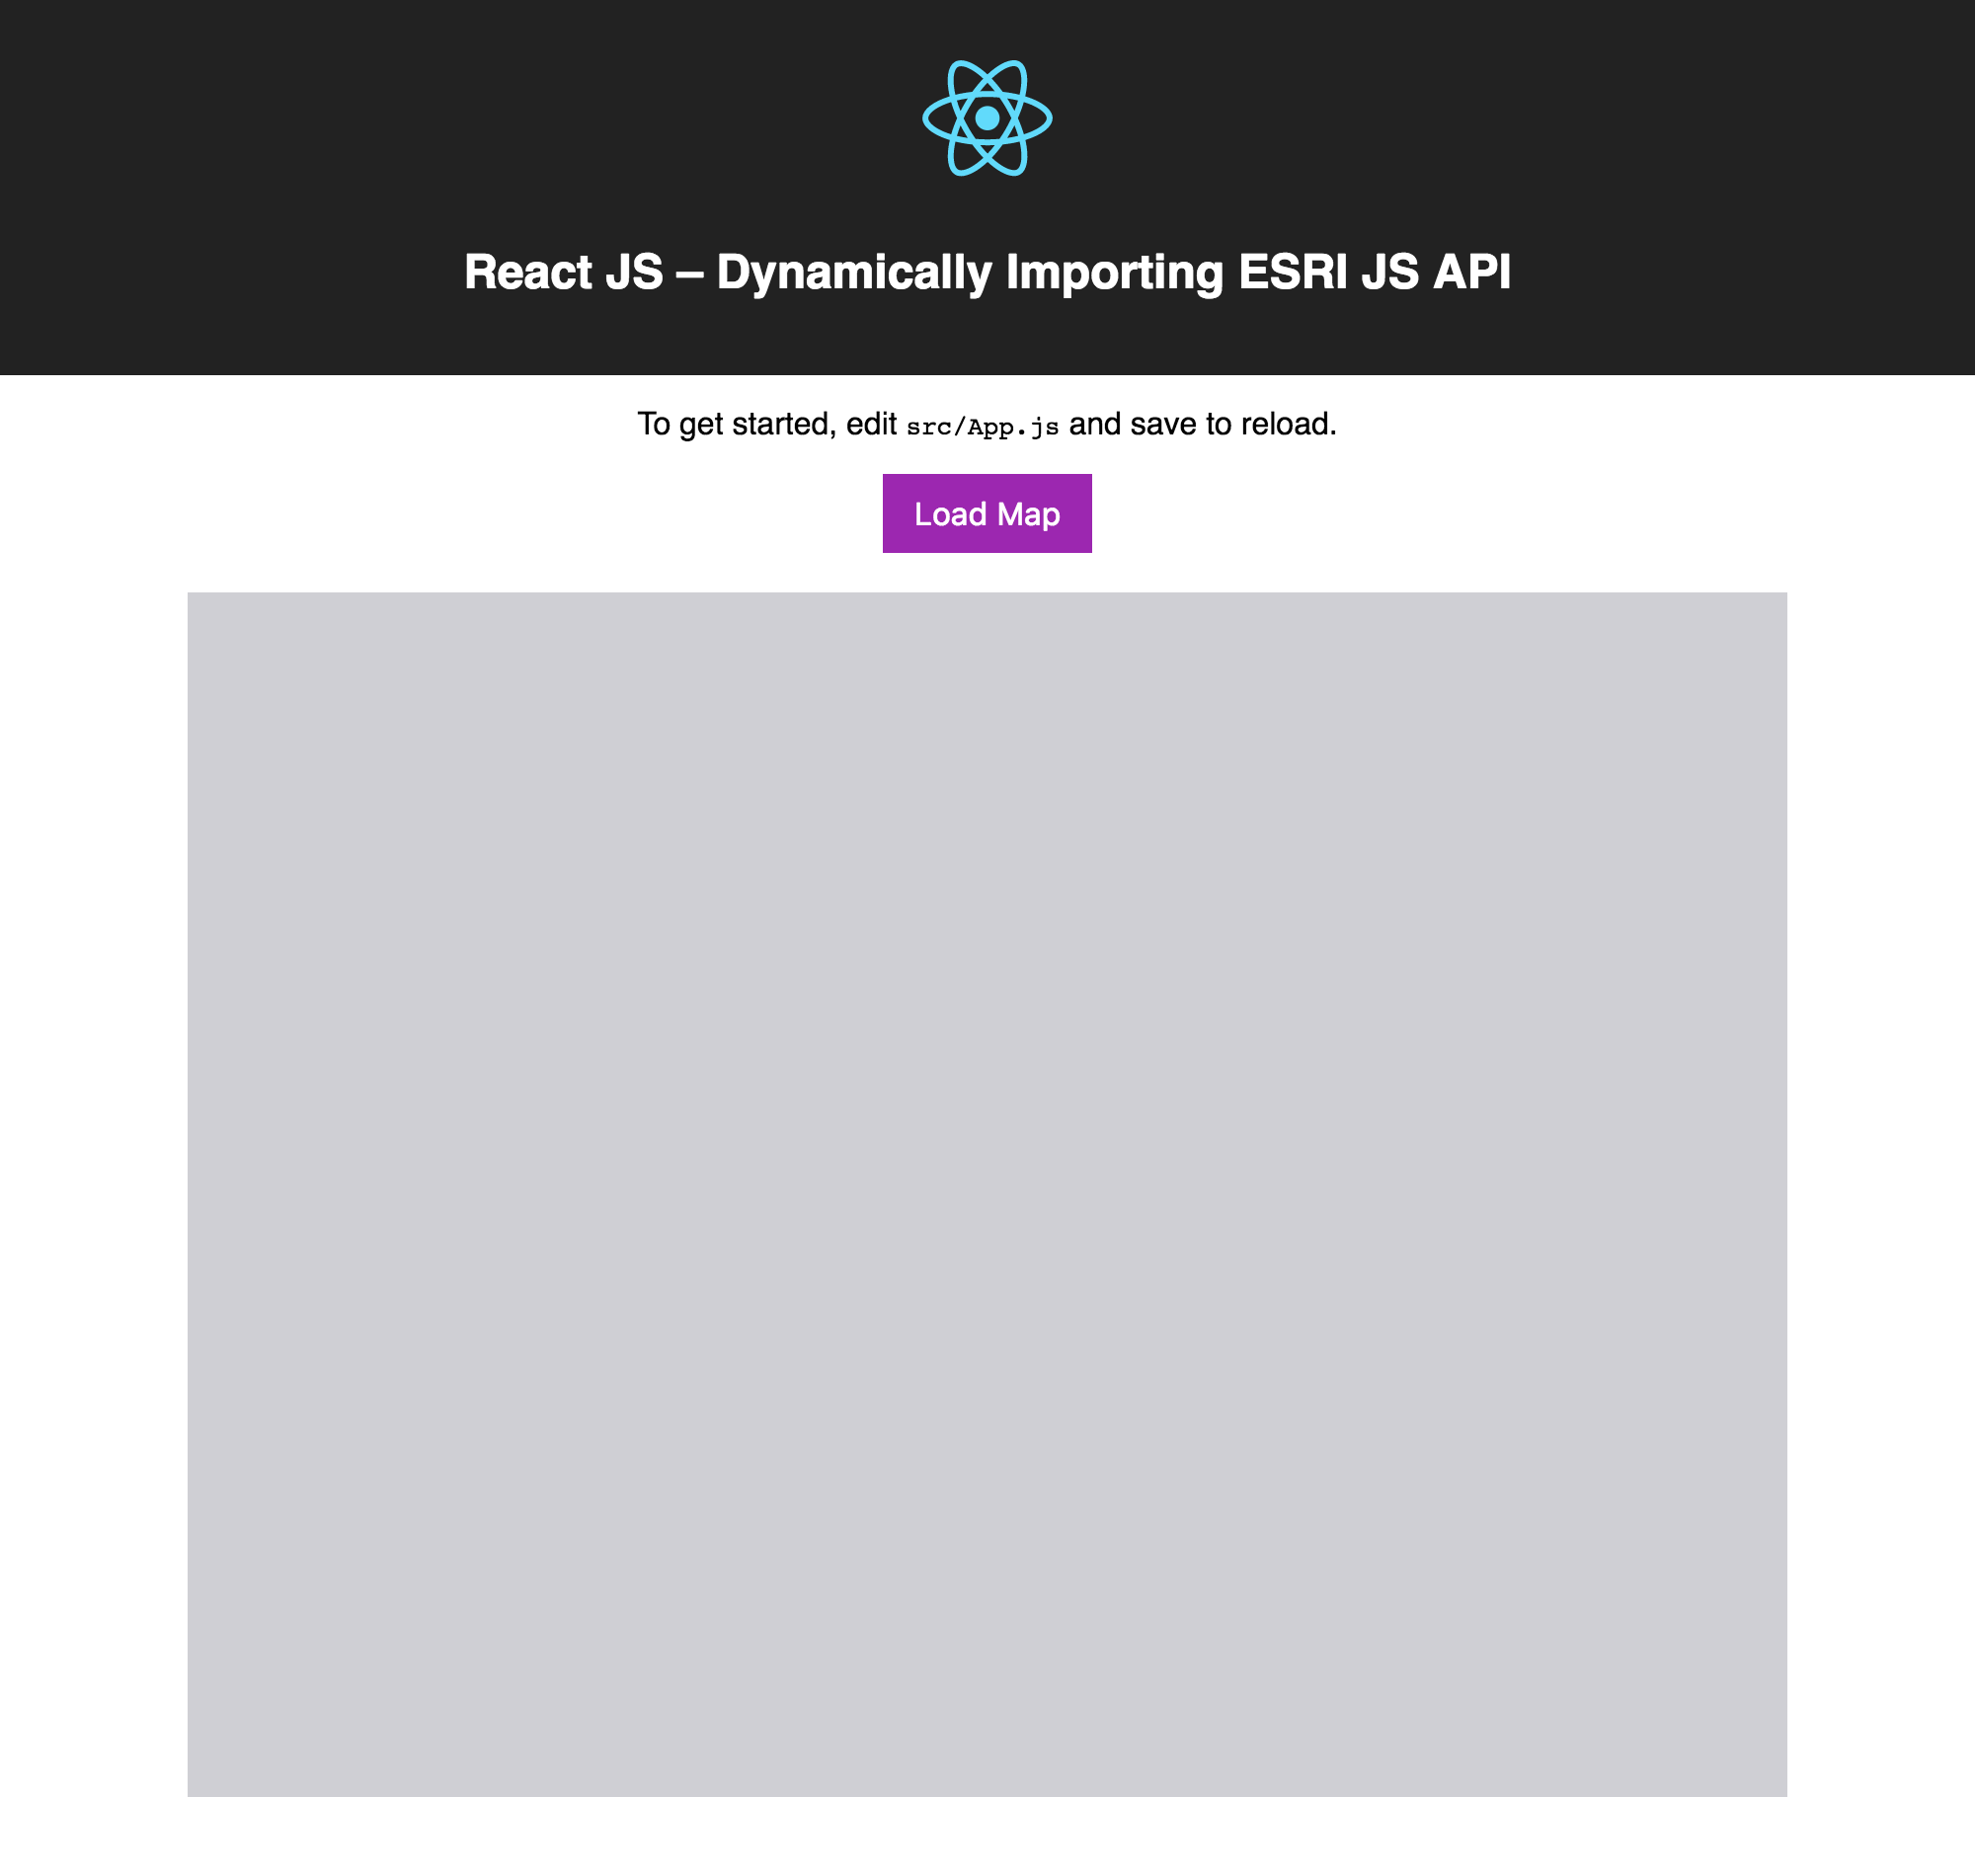 React JS — Dynamically Importing ESRI JS API
To get started, edit src/App.js and save to reload.
Load Map